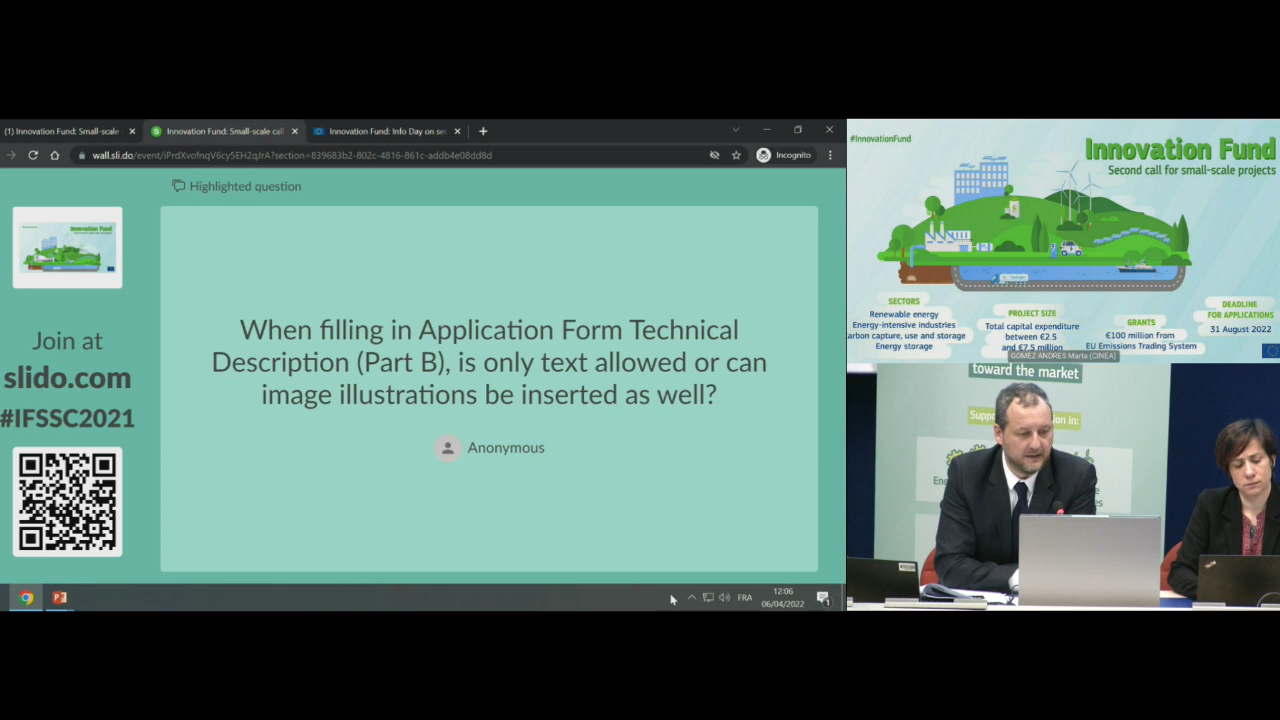 (1) Innovation Fund: Small-scale
Innovation Fund: Small-scale call
Innovation Fund: Info Day on se
wall.sli.do/event/iPrdXvofnqV6cy5EH2qJrA?section=839683b2-802c-4816-861c-addb4e08dd8d
Incognito
Highlighted question
When filling in Application Form Technical
Description (Part B), is only text allowed or can
image illustrations be inserted as well?
Anonymous
Join at
slido.com
#IFSSC2021
FRA
12:06
06/04/2022
1
#InnovationFund
Innovation Fund
Second call for small-scale projects
SECTORS
Renewable energy
Energy-intensive industries
arbon capture, use and storage
Energy storage
PROJECT SIZE
Total capital expenditure
between €2.5
and €7.5 million
GRANTS
€100 million from
EU Emissions Trading System
DEADLINE
FOR APPLICATIONS
31 August 2022
GOMEZ ANDRES Marta (CINEA)
toward the market
in: